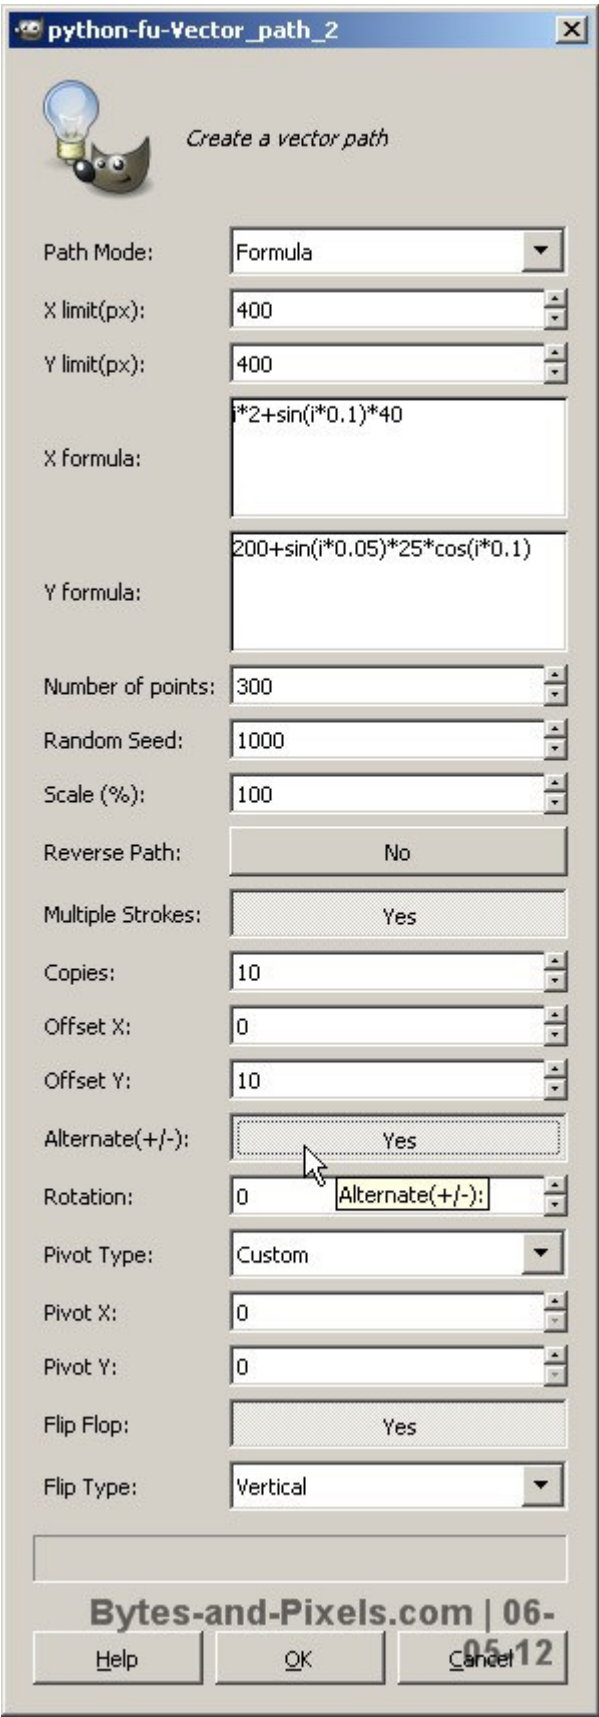 python-fu-Vector_path_2
Create a vector path
Path Mode: Formula
X limit(px): 400
Y limit(px): 400
X formula: i*2+sin(i*0.1)*40
Y formula: 200+sin(i*0.05)*25*cos(i*0.1)
Number of points: 300
Random Seed: 1000
Scale (%): 100
Reverse Path: No
Multiple Strokes: Yes
Copies: 10
Offset X: 0
Offset Y: 10
Alternate(+/-): Yes
Rotation: 0 Alternate(+/-):
Pivot Type: Custom
Pivot X: 0
Pivot Y: 0
Flip Flop: Yes
Flip Type: Vertical
Bytes-and-Pixels.com | 06-
05-12
Help OK Cancel